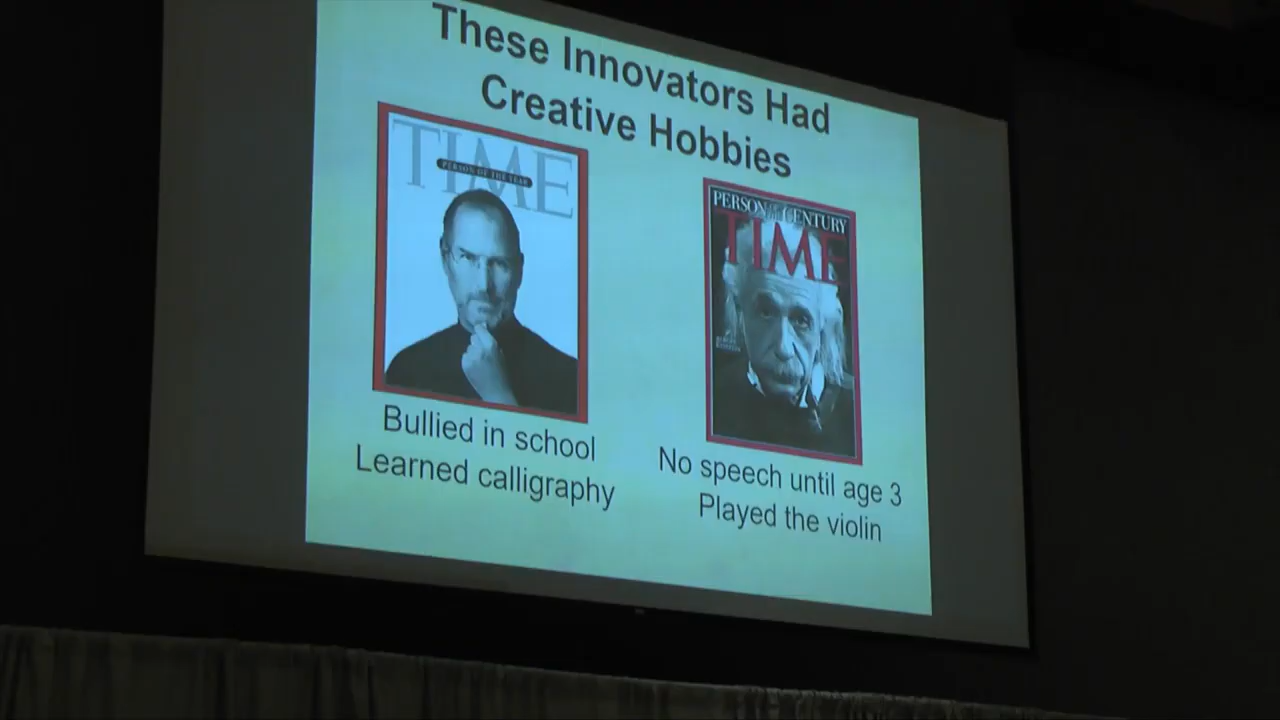 These Innovators Had
Creative Hobbies
TIME
PERSON OF THE YEAR
PERSON OF THE CENTURY
TIME
Bullied in school
Learned calligraphy
No speech until age 3
Played the violin